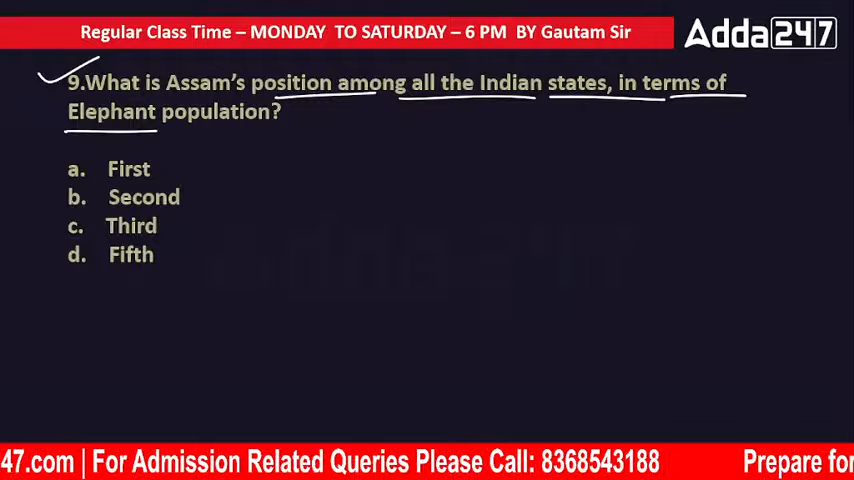 Regular Class Time – MONDAY TO SATURDAY – 6 PM BY Gautam Sir
Adda247
9.What is Assam's position among all the Indian states, in terms of
Elephant population?
a. First
b. Second
c. Third
d. Fifth
47.com | For Admission Related Queries Please Call: 8368543188 Prepare for